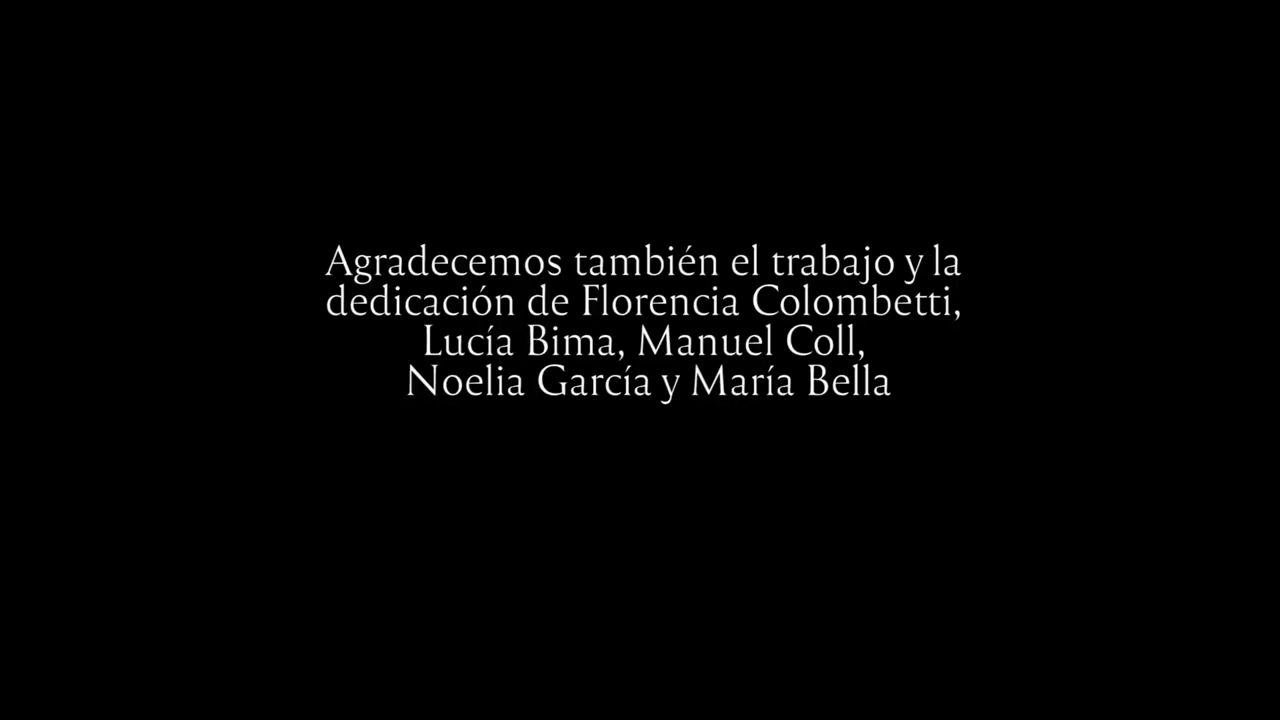 Agradecemos también el trabajo y la
dedicación de Florencia Colombetti,
Lucía Bima, Manuel Coll,
Noelia García y María Bella